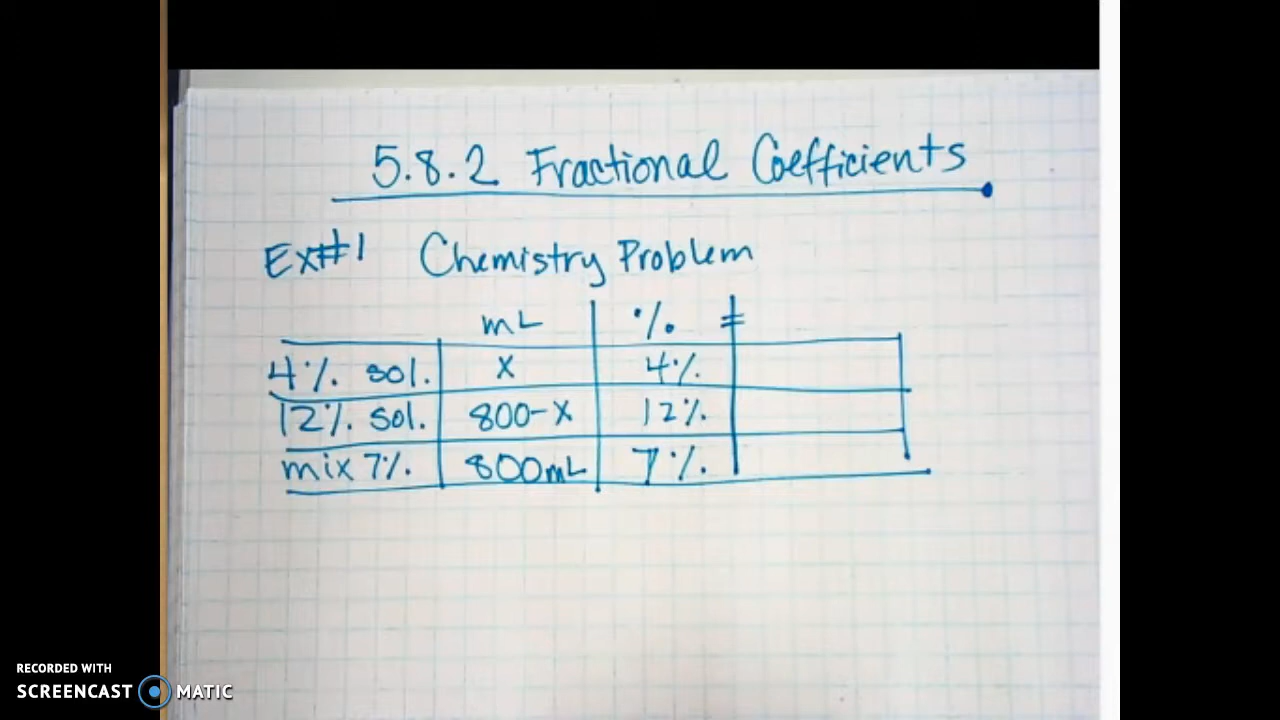 5.8.2 Fractional Coefficients
Ex#1 Chemistry Problem
mL % =
4% sol. x 4%
12% sol. 800-x 12%
mix 7% 800mL 7%
RECORDED WITH
SCREENCAST MATIC